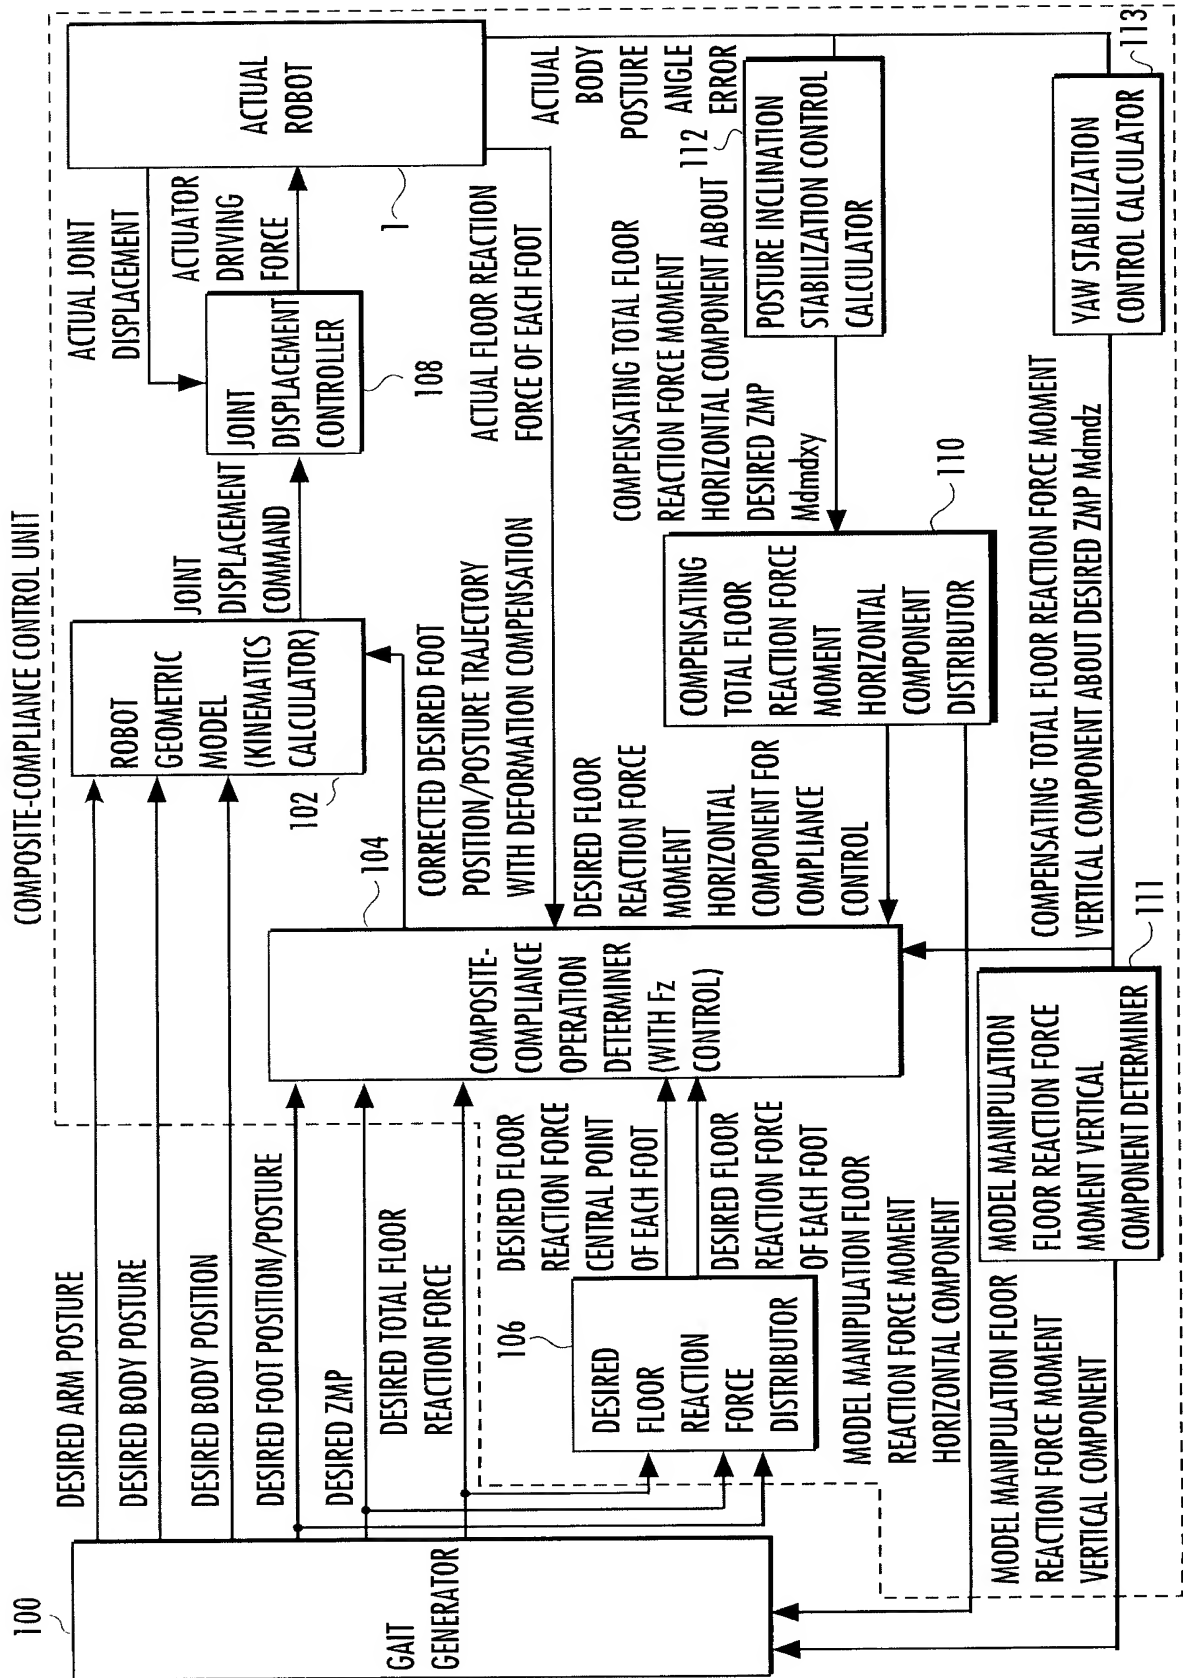 COMPOSITE-COMPLIANCE CONTROL UNIT
100
GAIT
GENERATOR
DESIRED ARM POSTURE
DESIRED BODY POSTURE
DESIRED BODY POSITION
DESIRED FOOT POSITION/POSTURE
DESIRED ZMP
DESIRED TOTAL FLOOR
REACTION FORCE
102
ROBOT
GEOMETRIC
MODEL
(KINEMATICS
CALCULATOR)
JOINT
DISPLACEMENT
COMMAND
JOINT
DISPLACEMENT
CONTROLLER
108
ACTUAL JOINT
DISPLACEMENT
ACTUATOR
DRIVING
FORCE
ACTUAL
ROBOT
1
104
CORRECTED DESIRED FOOT
POSITION/POSTURE TRAJECTORY
WITH DEFORMATION COMPENSATION
ACTUAL FLOOR REACTION
FORCE OF EACH FOOT
ACTUAL
BODY
POSTURE
ANGLE
ERROR
COMPOSITE-
COMPLIANCE
OPERATION
DETERMINER
(WITH Fz
CONTROL)
106
DESIRED
FLOOR
REACTION
FORCE
DISTRIBUTOR
DESIRED FLOOR
REACTION FORCE
CENTRAL POINT
OF EACH FOOT
DESIRED FLOOR
REACTION FORCE
OF EACH FOOT
DESIRED FLOOR
REACTION FORCE
MOMENT
HORIZONTAL
COMPONENT FOR
COMPLIANCE
CONTROL
COMPENSATING
TOTAL FLOOR
REACTION FORCE
MOMENT
HORIZONTAL
COMPONENT
DISTRIBUTOR
110
COMPENSATING TOTAL FLOOR
REACTION FORCE MOMENT
HORIZONTAL COMPONENT ABOUT
DESIRED ZMP
Mdmdxy
112
POSTURE INCLINATION
STABILIZATION CONTROL
CALCULATOR
MODEL MANIPULATION FLOOR
REACTION FORCE MOMENT
HORIZONTAL COMPONENT
MODEL MANIPULATION FLOOR
REACTION FORCE MOMENT
VERTICAL COMPONENT
MODEL MANIPULATION
FLOOR REACTION FORCE
MOMENT VERTICAL
COMPONENT DETERMINER
111
COMPENSATING TOTAL FLOOR REACTION FORCE MOMENT
VERTICAL COMPONENT ABOUT DESIRED ZMP Mdmdz
YAW STABILIZATION
CONTROL CALCULATOR
113